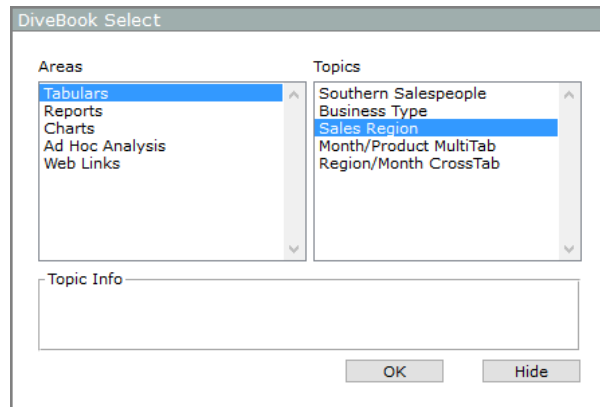 DiveBook Select
Areas
Topics
Tabulars
Reports
Charts
Ad Hoc Analysis
Web Links
Southern Salespeople
Business Type
Sales Region
Month/Product MultiTab
Region/Month CrossTab
Topic Info
OK
Hide